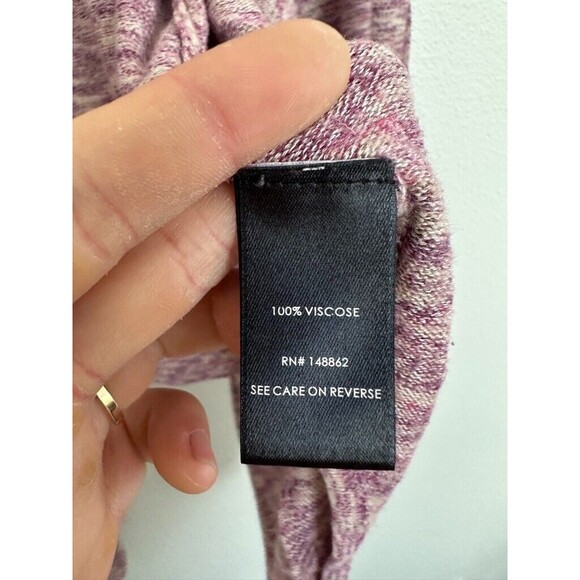 100% VISCOSE
RN# 148862
SEE CARE ON REVERSE